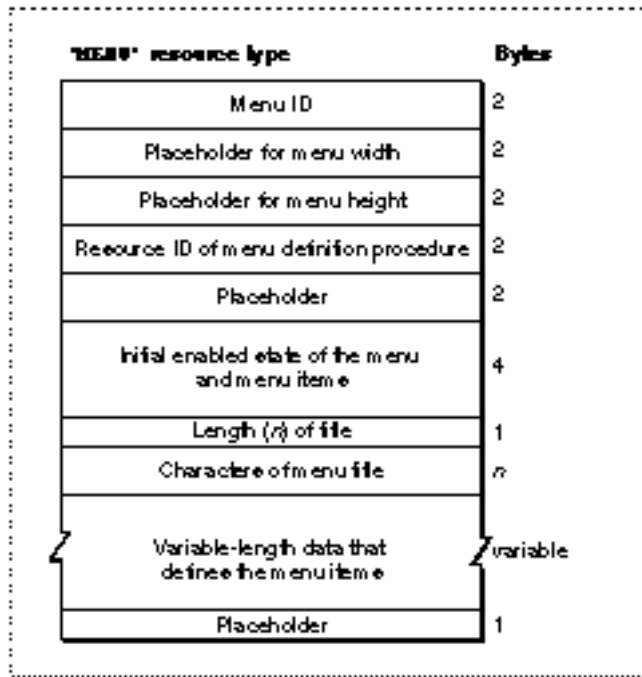 'MENU' resource type Bytes
Menu ID 2
Placeholder for menu width 2
Placeholder for menu height 2
Resource ID of menu definition procedure 2
Placeholder 2
Initial enabled state of the menu
and menu items 4
Length (n) of title 1
Characters of menu title n
Variable-length data that
defines the menu items variable
Placeholder 1